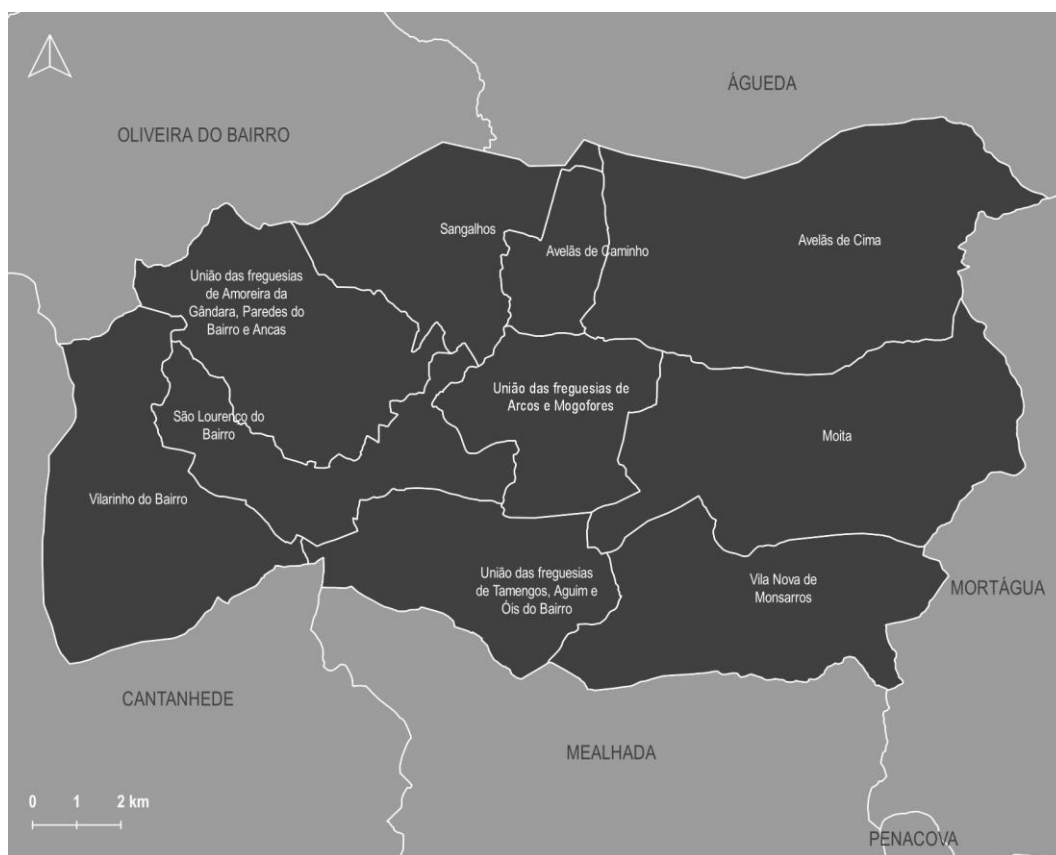 ÁGUEDA
OLIVEIRA DO BAIRRO
Sangalhos
Avelãs de Cima
Avelãs de Caminho
União das freguesias
de Amoreira da
Gândara, Paredes do
Bairro e Ancas
União das freguesias de
Arcos e Mogofores
São Lourenço do
Bairro
Moita
Vilarinho do Bairro
União das freguesias
de Tamengos, Aguim e
Óis do Bairro
Vila Nova de
Monsarros
MORTÁGUA
CANTANHEDE
MEALHADA
0 1 2 km
PENACOVA